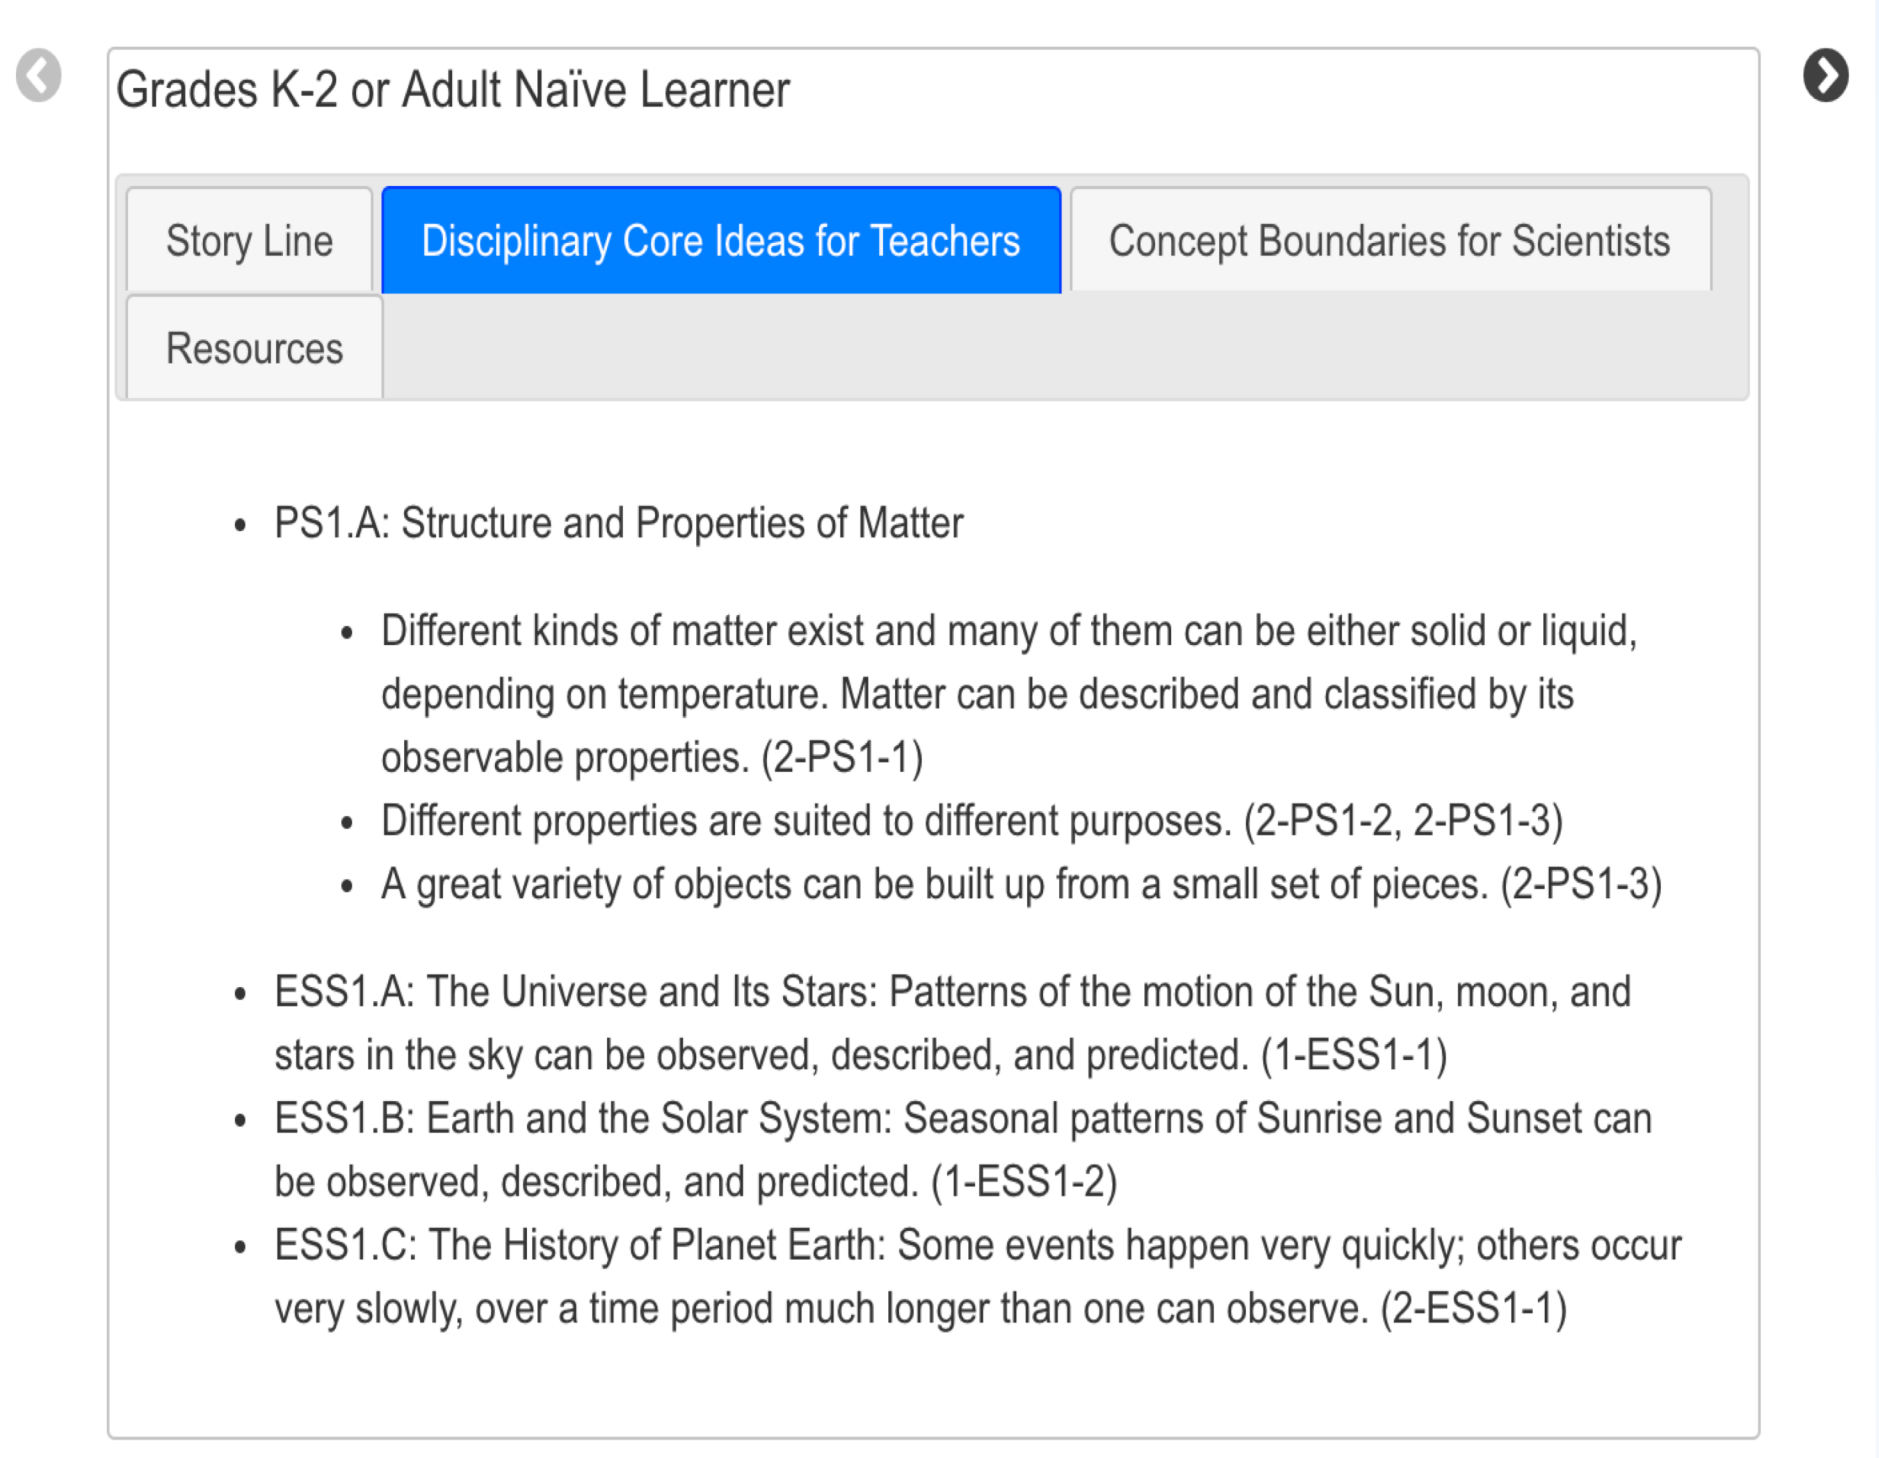 Grades K-2 or Adult Naïve Learner
Story Line
Disciplinary Core Ideas for Teachers
Concept Boundaries for Scientists
Resources
• PS1.A: Structure and Properties of Matter
• Different kinds of matter exist and many of them can be either solid or liquid,
depending on temperature. Matter can be described and classified by its
observable properties. (2-PS1-1)
• Different properties are suited to different purposes. (2-PS1-2, 2-PS1-3)
• A great variety of objects can be built up from a small set of pieces. (2-PS1-3)
• ESS1.A: The Universe and Its Stars: Patterns of the motion of the Sun, moon, and
stars in the sky can be observed, described, and predicted. (1-ESS1-1)
• ESS1.B: Earth and the Solar System: Seasonal patterns of Sunrise and Sunset can
be observed, described, and predicted. (1-ESS1-2)
• ESS1.C: The History of Planet Earth: Some events happen very quickly; others occur
very slowly, over a time period much longer than one can observe. (2-ESS1-1)